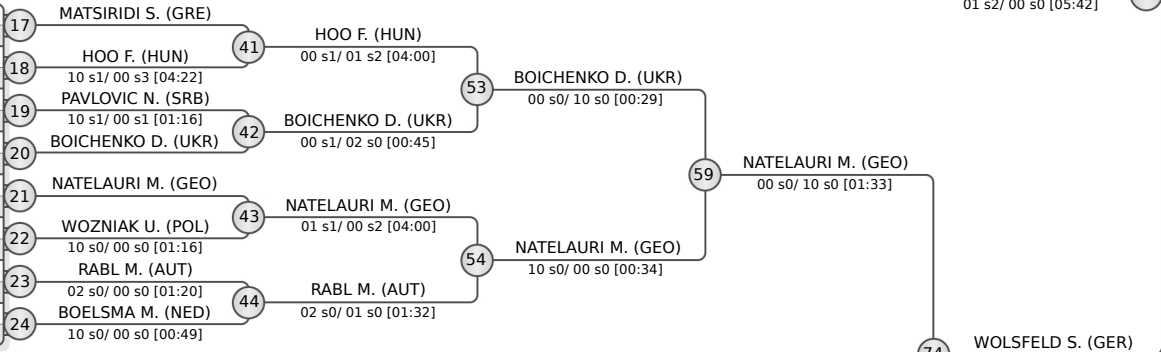 01 s2/ 00 s0 [05:42]
17
MATSIRIDI S. (GRE)
18
HOO F. (HUN)
10 s1/ 00 s3 [04:22]
41
HOO F. (HUN)
00 s1/ 01 s2 [04:00]
19
PAVLOVIC N. (SRB)
10 s1/ 00 s1 [01:16]
20
BOICHENKO D. (UKR)
42
BOICHENKO D. (UKR)
00 s1/ 02 s0 [00:45]
53
BOICHENKO D. (UKR)
00 s0/ 10 s0 [00:29]
21
NATELAURI M. (GEO)
22
WOZNIAK U. (POL)
10 s0/ 00 s0 [01:16]
43
NATELAURI M. (GEO)
01 s1/ 00 s2 [04:00]
23
RABL M. (AUT)
02 s0/ 00 s0 [01:20]
24
BOELSMA M. (NED)
10 s0/ 00 s0 [00:49]
44
RABL M. (AUT)
02 s0/ 01 s0 [01:32]
54
NATELAURI M. (GEO)
10 s0/ 00 s0 [00:34]
59
NATELAURI M. (GEO)
00 s0/ 10 s0 [01:33]
74
WOLSFELD S. (GER)